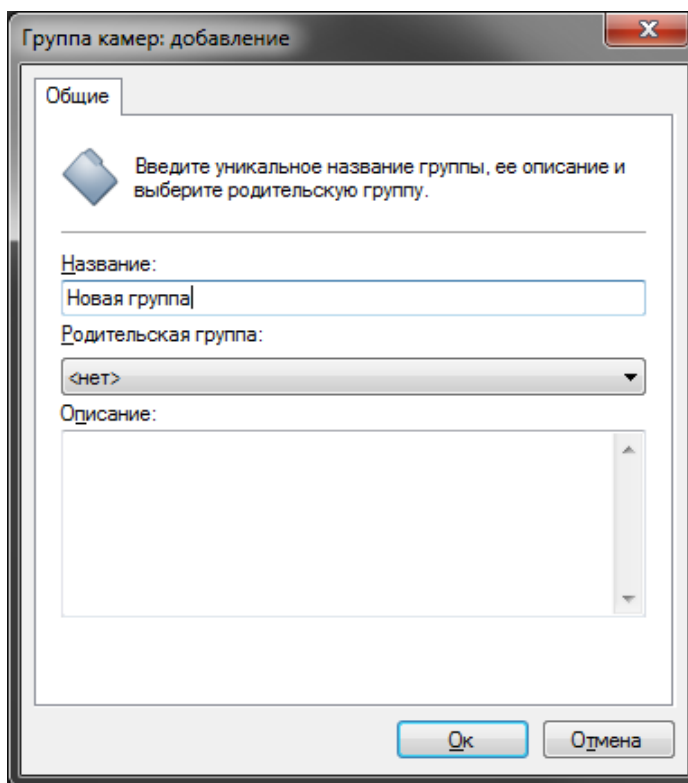 Группа камер: добавление
Общие
Введите уникальное название группы, ее описание и
выберите родительскую группу.
Название:
Новая группа
Родительская группа:
<нет>
Описание:
Ок
Отмена